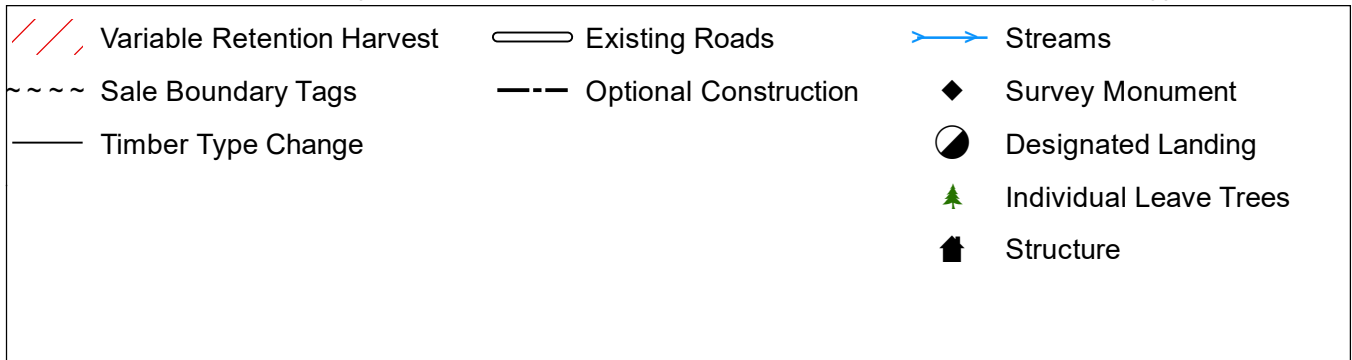 Variable Retention Harvest
Sale Boundary Tags
Timber Type Change
Existing Roads
Optional Construction
Streams
Survey Monument
Designated Landing
Individual Leave Trees
Structure